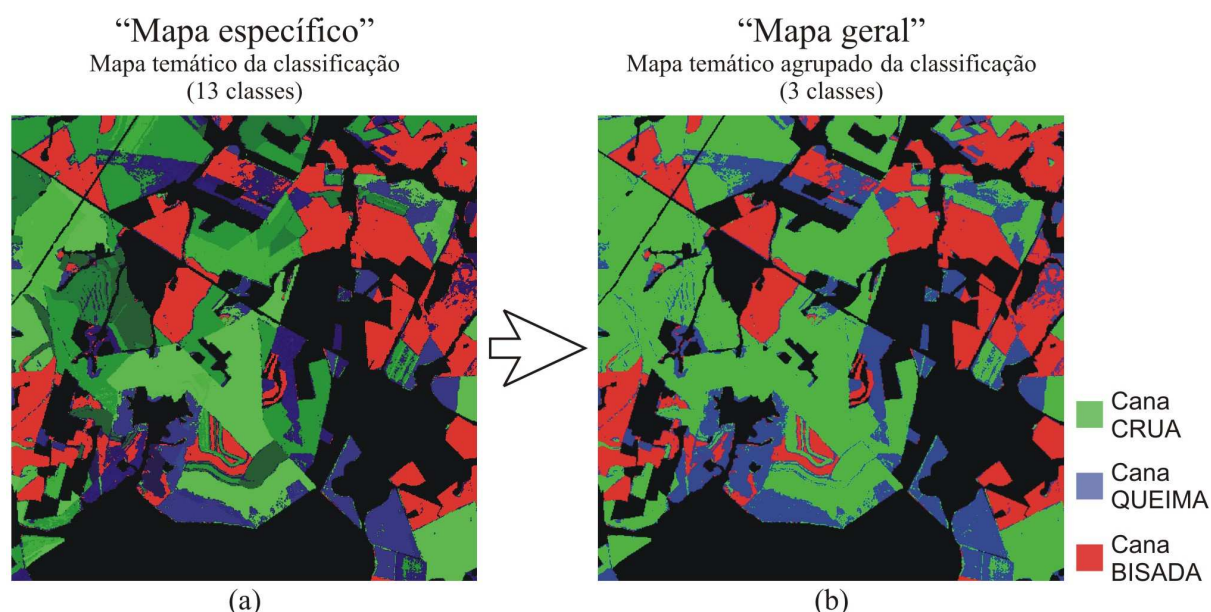 “Mapa específico”
Mapa temático da classificação
(13 classes)
“Mapa geral”
Mapa temático agrupado da classificação
(3 classes)
Cana
CRUA
Cana
QUEIMA
Cana
BISADA
(a)
(b)